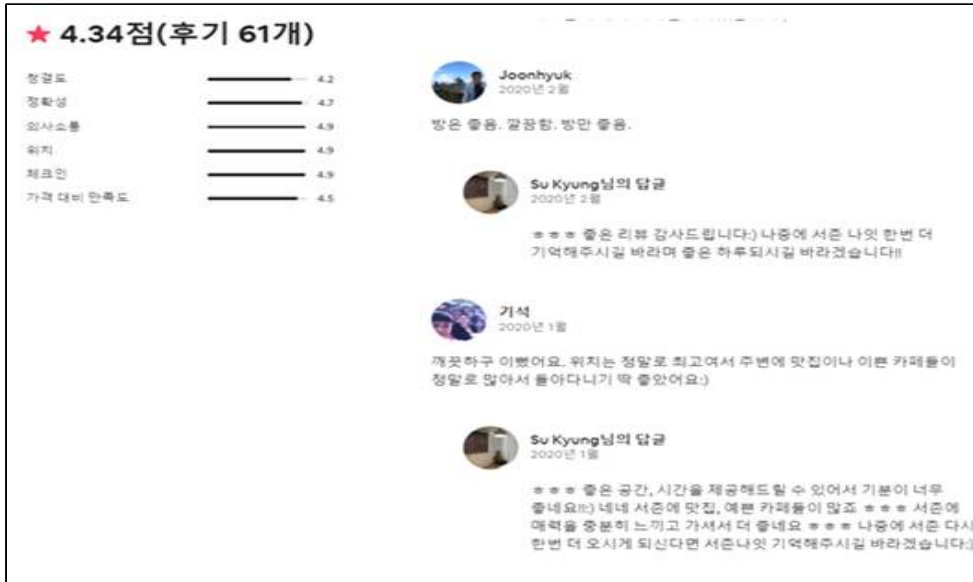 ★ 4.34점(후기 61개)
청결도 4.2
정확성 4.7
의사소통 4.9
위치 4.9
체크인 4.9
가격 대비 만족도 4.5
Joonhyuk
2020년 2월
방은 좋음. 깔끔함. 방만 좋음.
Su Kyung님의 답글
2020년 2월
ㅎㅎㅎ 좋은 리뷰 감사드립니다:) 나중에 서촌 나잇 한번 더
기억해주시길 바라며 좋은 하루되시길 바라겠습니다!!
기석
2020년 1월
깨끗하구 이뻤어요. 위치는 정말로 최고여서 주변에 맛집이나 이쁜 카페들이
정말로 많아서 돌아다니기 딱 좋았어요:)
Su Kyung님의 답글
2020년 1월
ㅎㅎㅎ 좋은 공간, 시간을 제공해드릴 수 있어서 기분이 너무
좋네요!!:) 네네 서촌에 맛집, 예쁜 카페들이 많죠 ㅎㅎㅎ 서촌에
매력을 충분히 느끼고 가셔서 더 좋네요 ㅎㅎㅎ 나중에 서촌 다시
한번 더 오시게 되신다면 서촌나잇 기억해주시길 바라겠습니다:)